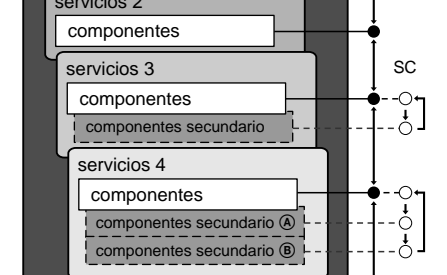 servicios 2
componentes
servicios 3
SC
componentes
componentes secundario
servicios 4
componentes
componentes secundario Ⓐ
componentes secundario Ⓑ